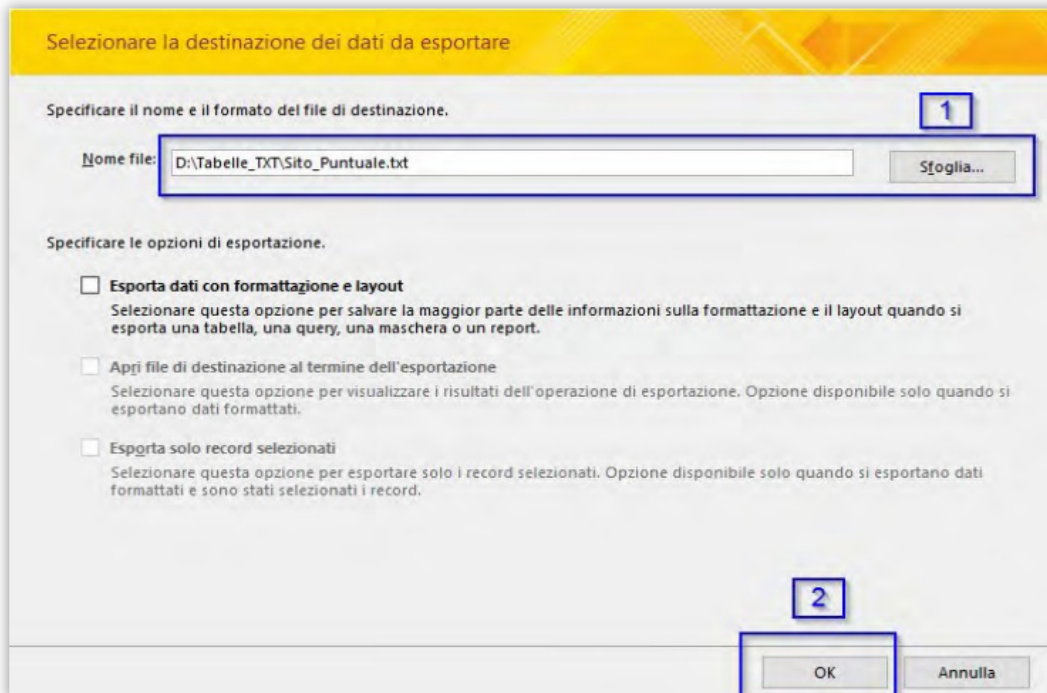 Selezionare la destinazione dei dati da esportare
Specificare il nome e il formato del file di destinazione.
1
Nome file:
D:\Tabelle_TXT\Sito_Puntuale.txt
Sfoglia...
Specificare le opzioni di esportazione.
Esporta dati con formattazione e layout
Selezionare questa opzione per salvare la maggior parte delle informazioni sulla formattazione e il layout quando si
esporta una tabella, una query, una maschera o un report.
Apri file di destinazione al termine dell'esportazione
Selezionare questa opzione per visualizzare i risultati dell'operazione di esportazione. Opzione disponibile solo quando si
esportano dati formattati.
Esporta solo record selezionati
Selezionare questa opzione per esportare solo i record selezionati. Opzione disponibile solo quando si esportano dati
formattati e sono stati selezionati i record.
2
OK
Annulla